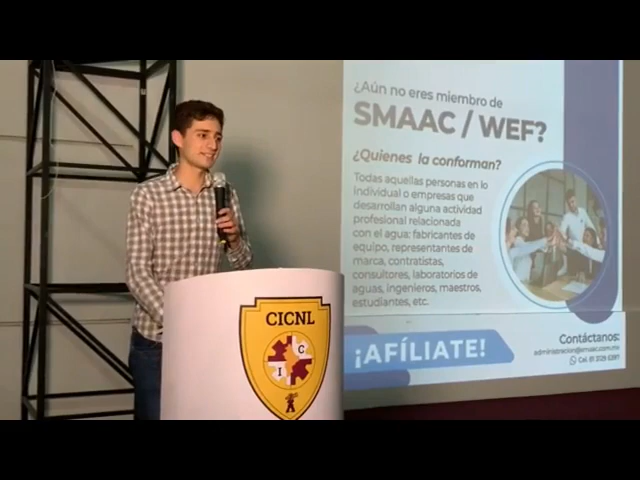 ¿Aún no eres miembro de
SMAAC / WEF?
¿Quienes la conforman?
Todas aquellas personas en lo
individual o empresas que
desarrollan alguna actividad
profesional relacionada
con el agua: fabricantes de
equipo, representantes de
marca, contratistas,
consultores, laboratorios de
aguas, ingenieros, maestros,
estudiantes, etc.
¡AFÍLIATE!
Contáctanos:
CICNL
I C